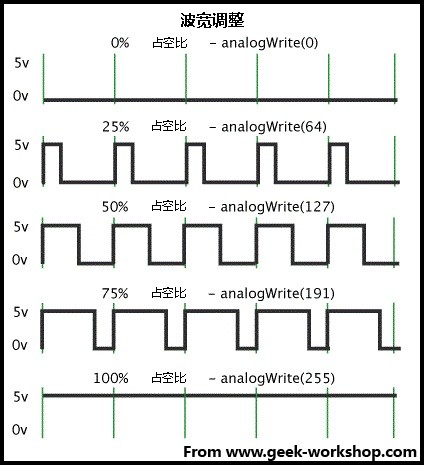 波宽调整
0% 占空比 – analogWrite(0)
5v
0v
25% 占空比 – analogWrite(64)
5v
0v
50% 占空比 – analogWrite(127)
5v
0v
75% 占空比 – analogWrite(191)
5v
0v
100% 占空比 – analogWrite(255)
5v
0v
From www.geek-workshop.com